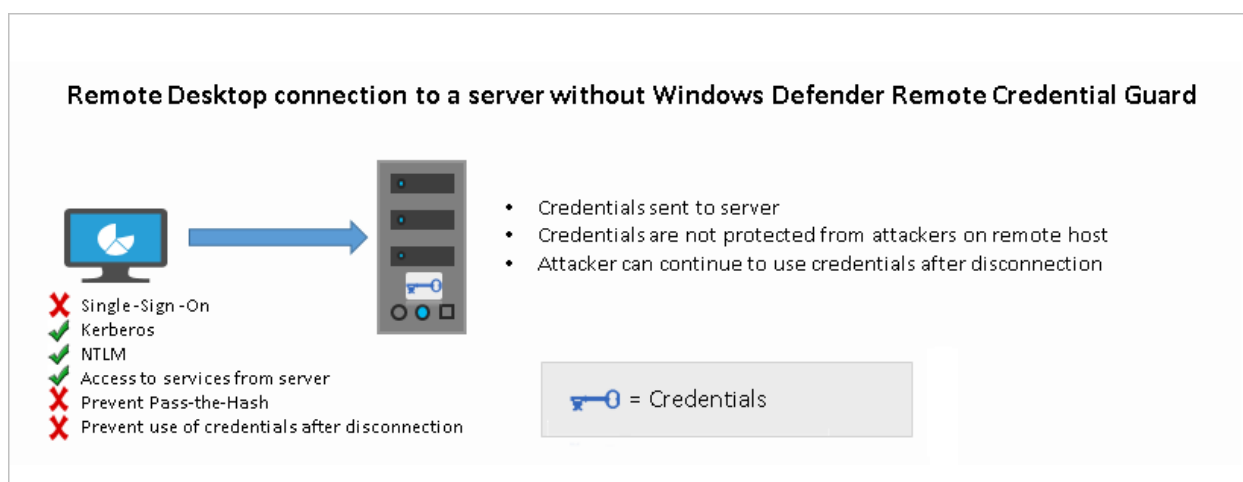 Remote Desktop connection to a server without Windows Defender Remote Credential Guard
• Credentials sent to server
• Credentials are not protected from attackers on remote host
• Attacker can continue to use credentials after disconnection
Single-Sign-On
Kerberos
NTLM
Access to services from server
Prevent Pass-the-Hash
Prevent use of credentials after disconnection
= Credentials